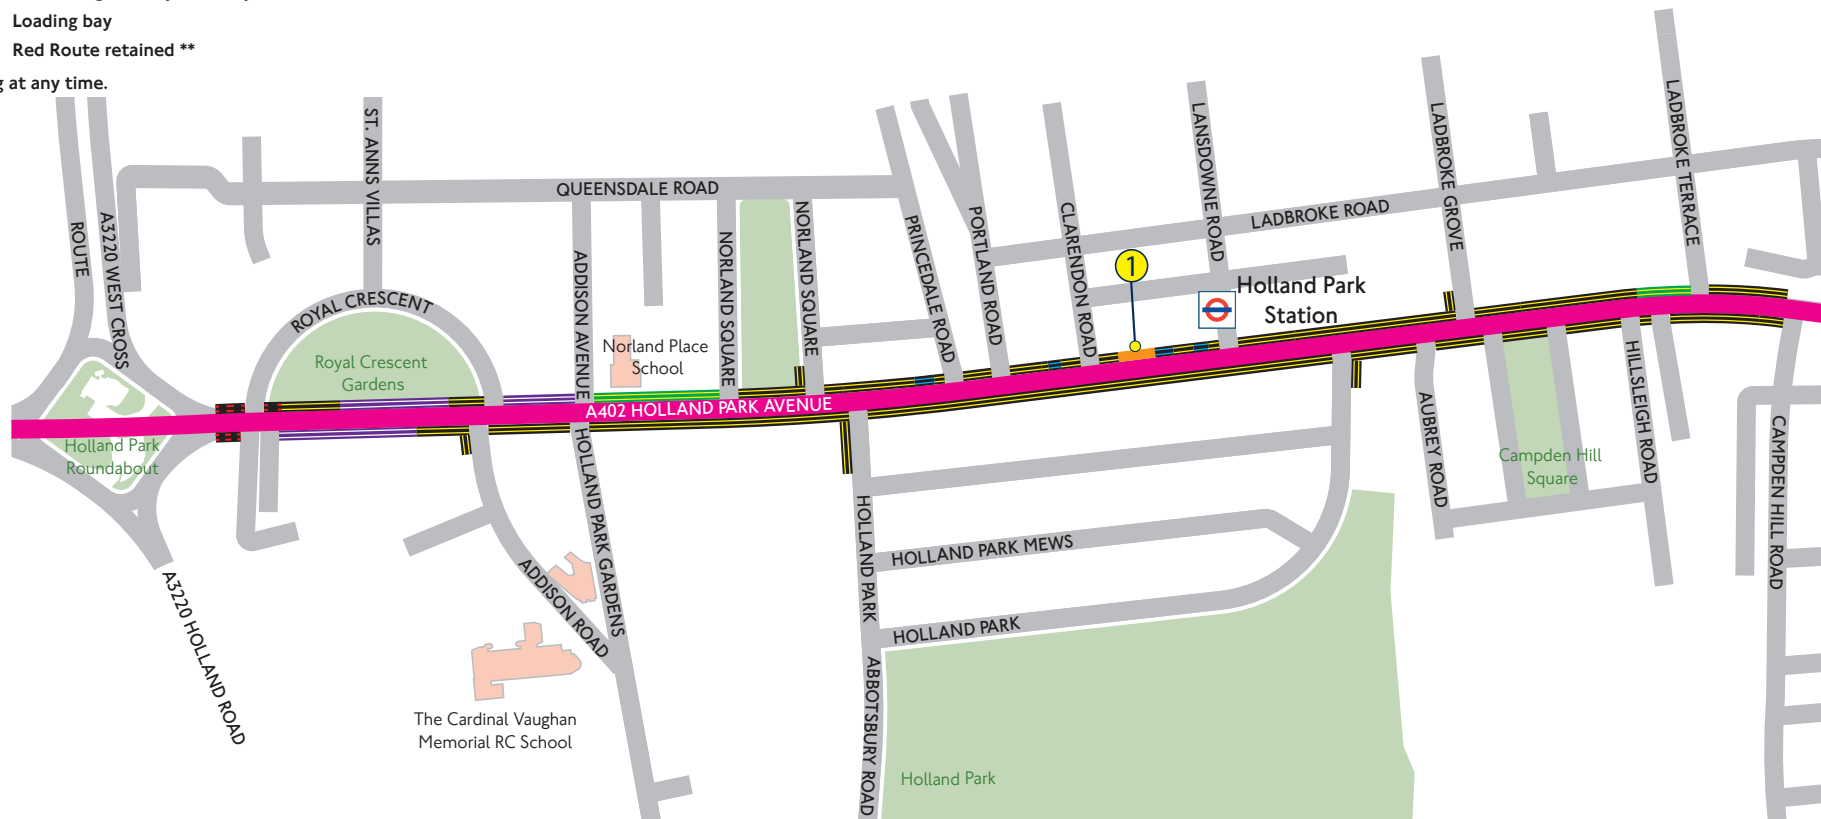 Loading bay
Red Route retained **
at any time.
ROUTE
A3220 WEST CROSS
ST. ANNS VILLAS
QUEENSDALE ROAD
ROYAL CRESCENT
Royal Crescent
Gardens
ADDISON AVENUE
Norland Place
School
NORLAND SQUARE
NORLAND SQUARE
PRINCEDALE ROAD
PORTLAND ROAD
CLARENDON ROAD
1
LANSDOWNE ROAD
LADBROKE ROAD
Holland Park
Station
LADBROKE GROVE
LADBROKE TERRACE
A402 HOLLAND PARK AVENUE
Holland Park
Roundabout
A3220 HOLLAND ROAD
HOLLAND PARK GARDENS
ADDISON ROAD
The Cardinal Vaughan
Memorial RC School
HOLLAND PARK
HOLLAND PARK MEWS
HOLLAND PARK
ABBOTSBURY ROAD
Holland Park
AUBREY ROAD
Campden Hill
Square
HILLSLEIGH ROAD
CAMPDEN HILL ROAD